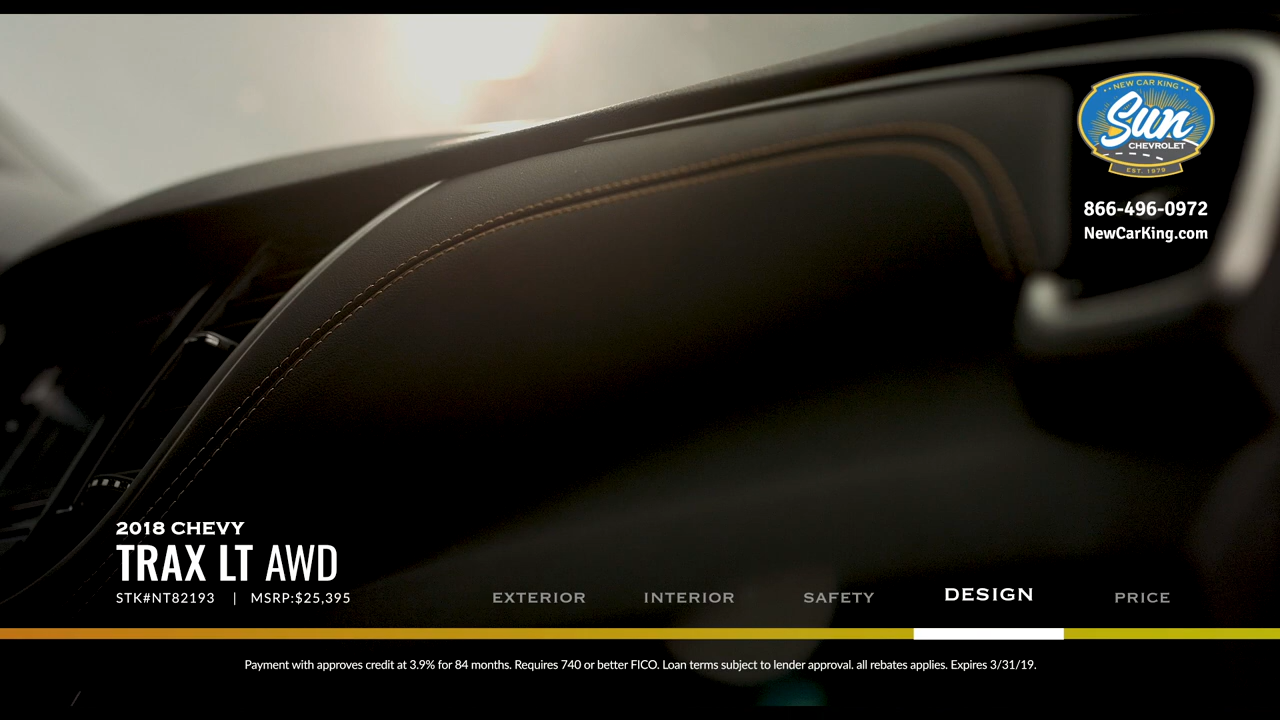 NEW CAR KING
Sun
CHEVROLET
EST. 1979
866-496-0972
NewCarKing.com
2018 CHEVY
TRAX LT AWD
STK#NT82193 | MSRP:$25,395
EXTERIOR INTERIOR SAFETY DESIGN PRICE
Payment with approves credit at 3.9% for 84 months. Requires 740 or better FICO. Loan terms subject to lender approval. all rebates applies. Expires 3/31/19.